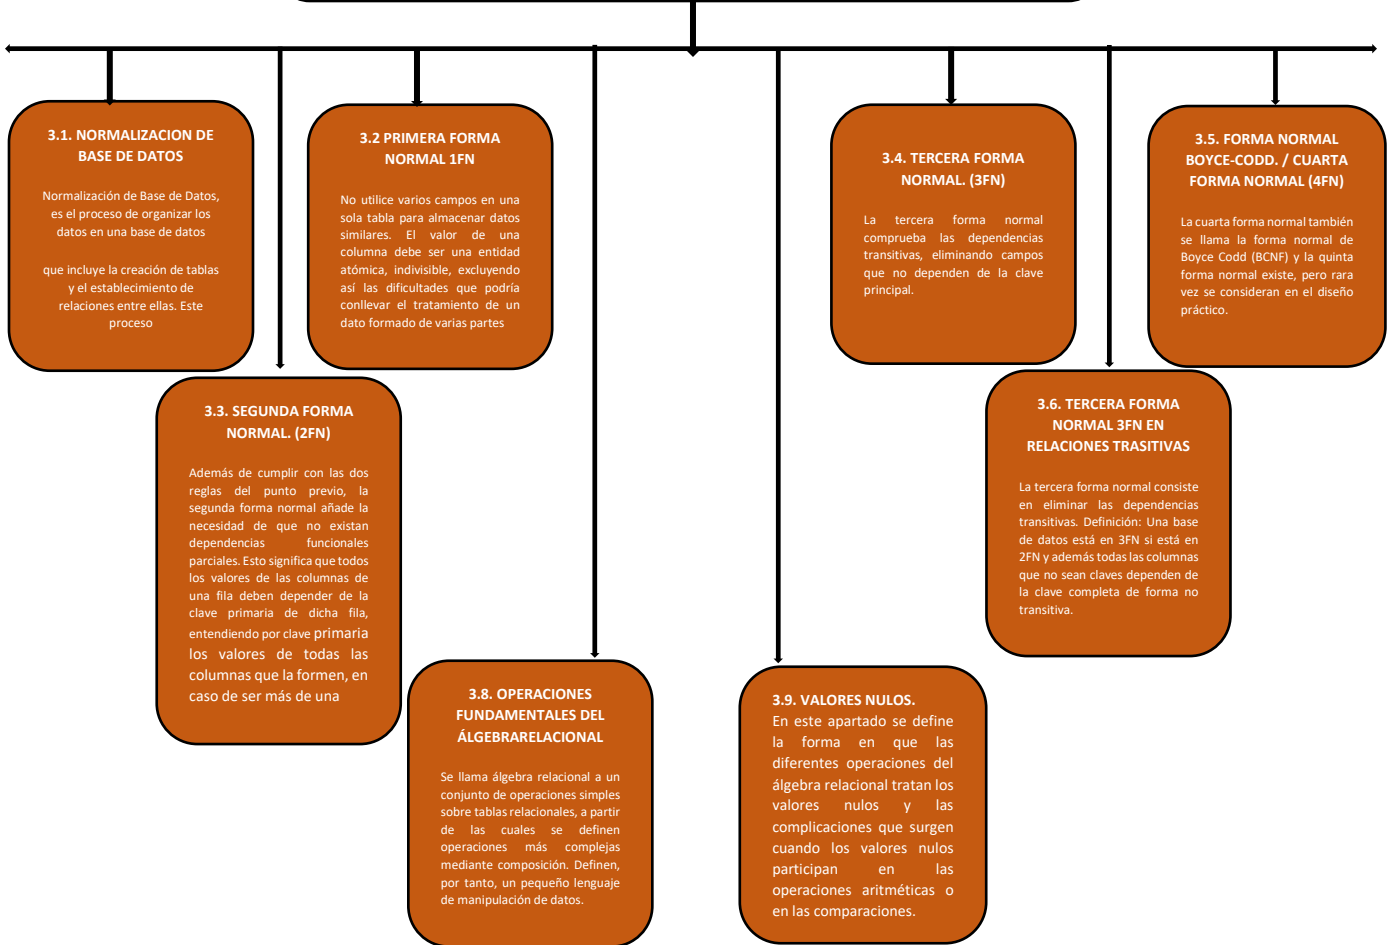 3.1. NORMALIZACION DE
BASE DE DATOS
Normalización de Base de Datos,
es el proceso de organizar los
datos en una base de datos
que incluye la creación de tablas
y el establecimiento de
relaciones entre ellas. Este
proceso
3.2 PRIMERA FORMA
NORMAL 1FN
No utilice varios campos en una
sola tabla para almacenar datos
similares. El valor de una
columna debe ser una entidad
atómica, indivisible, excluyendo
así las dificultades que podría
conllevar el tratamiento de un
dato formado de varias partes
3.4. TERCERA FORMA
NORMAL. (3FN)
La tercera forma normal
comprueba las dependencias
transitivas, eliminando campos
que no dependen de la clave
principal.
3.5. FORMA NORMAL
BOYCE-CODD. / CUARTA
FORMA NORMAL (4FN)
La cuarta forma normal también
se llama la forma normal de
Boyce Codd (BCNF) y la quinta
forma normal existe, pero rara
vez se consideran en el diseño
práctico.
3.3. SEGUNDA FORMA
NORMAL. (2FN)
Además de cumplir con las dos
reglas del punto previo, la
segunda forma normal añade la
necesidad de que no existan
dependencias funcionales
parciales. Esto significa que todos
los valores de las columnas de
una fila deben depender de la
clave primaria de dicha fila,
entendiendo por clave primaria
los valores de todas las
columnas que la formen, en
caso de ser más de una
3.6. TERCERA FORMA
NORMAL 3FN EN
RELACIONES TRASITIVAS
La tercera forma normal consiste
en eliminar las dependencias
transitivas. Definición: Una base
de datos está en 3FN si está en
2FN y además todas las columnas
que no sean claves dependen de
la clave completa de forma no
transitiva.
3.8. OPERACIONES
FUNDAMENTALES DEL
ÁLGEBRARELACIONAL
Se llama álgebra relacional a un
conjunto de operaciones simples
sobre tablas relacionales, a partir
de las cuales se definen
operaciones más complejas
mediante composición. Definen,
por tanto, un pequeño lenguaje
de manipulación de datos.
3.9. VALORES NULOS.
En este apartado se define
la forma en que las
diferentes operaciones del
álgebra relacional tratan los
valores nulos y las
complicaciones que surgen
cuando los valores nulos
participan en las
operaciones aritméticas o
en las comparaciones.